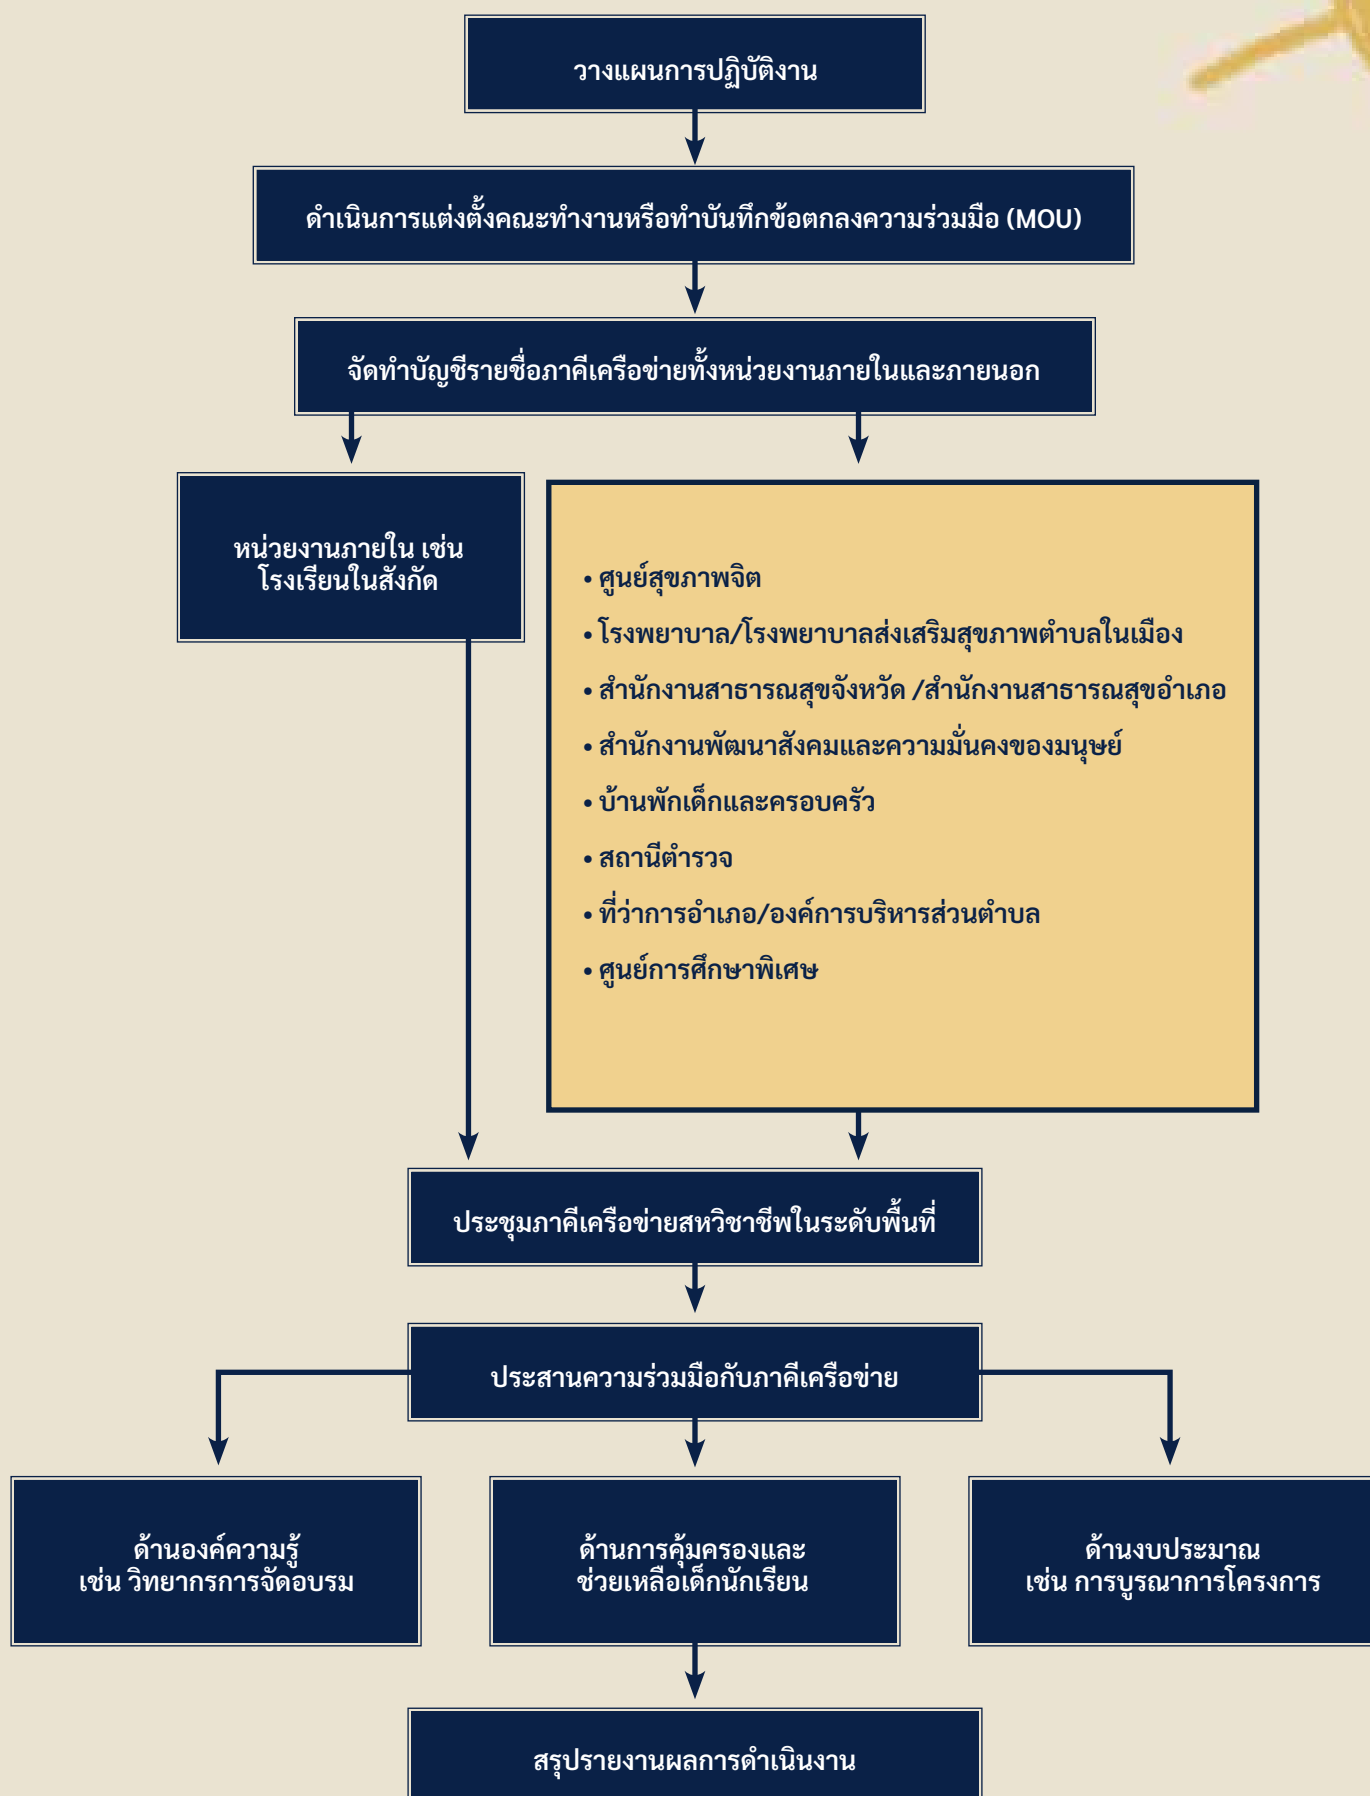 วางแผนการปฏิบัติงาน
ดำเนินการแต่งตั้งคณะทำงานหรือทำบันทึกข้อตกลงความร่วมมือ (MOU)
จัดทำบัญชีรายชื่อภาคีเครือข่ายทั้งหน่วยงานภายในและภายนอก
หน่วยงานภายใน เช่น
โรงเรียนในสังกัด
• ศูนย์สุขภาพจิต
• โรงพยาบาล/โรงพยาบาลส่งเสริมสุขภาพตำบลในเมือง
• สำนักงานสาธารณสุขจังหวัด /สำนักงานสาธารณสุขอำเภอ
• สำนักงานพัฒนาสังคมและความมั่นคงของมนุษย์
• บ้านพักเด็กและครอบครัว
• สถานีตำรวจ
• ที่ว่าการอำเภอ/องค์การบริหารส่วนตำบล
• ศูนย์การศึกษาพิเศษ
ประชุมภาคีเครือข่ายสหวิชาชีพในระดับพื้นที่
ประสานความร่วมมือกับภาคีเครือข่าย
ด้านองค์ความรู้
เช่น วิทยากรการจัดอบรม
ด้านการคุ้มครองและ
ช่วยเหลือเด็กนักเรียน
ด้านงบประมาณ
เช่น การบูรณาการโครงการ
สรุปรายงานผลการดำเนินงาน